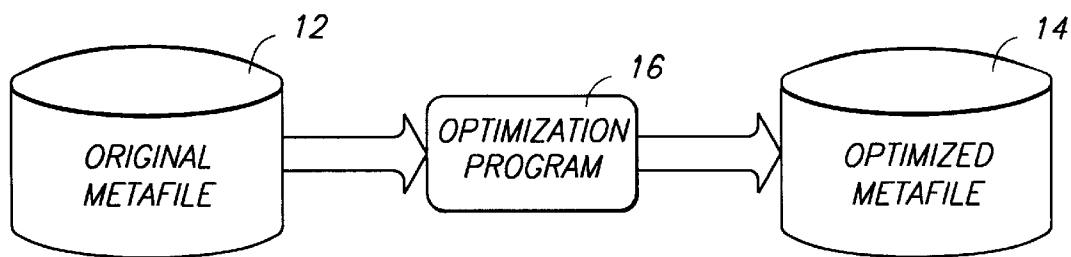 12
ORIGINAL
METAFILE
16
OPTIMIZATION
PROGRAM
14
OPTIMIZED
METAFILE